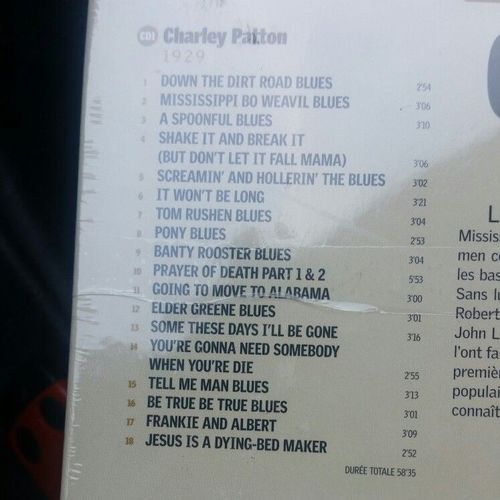 CD1 Charley Patton
1929
1 DOWN THE DIRT ROAD BLUES 2'54
2 MISSISSIPPI BO WEAVIL BLUES 3'06
3 A SPOONFUL BLUES 3'10
4 SHAKE IT AND BREAK IT
(BUT DON'T LET IT FALL MAMA) 3'06
5 SCREAMIN' AND HOLLERIN' THE BLUES 3'02
6 IT WON'T BE LONG 3'21
7 TOM RUSHEN BLUES 3'04
8 PONY BLUES 2'53
9 BANTY ROOSTER BLUES 3'04
10 PRAYER OF DEATH PART 1 & 2 5'53
11 GOING TO MOVE TO ALABAMA 3'00
12 ELDER GREENE BLUES 3'01
13 SOME THESE DAYS I'LL BE GONE 3'16
14 YOU'RE GONNA NEED SOMEBODY
WHEN YOU'RE DIE 2'55
15 TELL ME MAN BLUES 3'13
16 BE TRUE BE TRUE BLUES 3'01
17 FRANKIE AND ALBERT 3'09
18 JESUS IS A DYING-BED MAKER 2'52
DURÉE TOTALE 58'35
L
Missis
men c
les bas
Sans I
Robert
John L
l'ont fa
premiè
populai
connaît